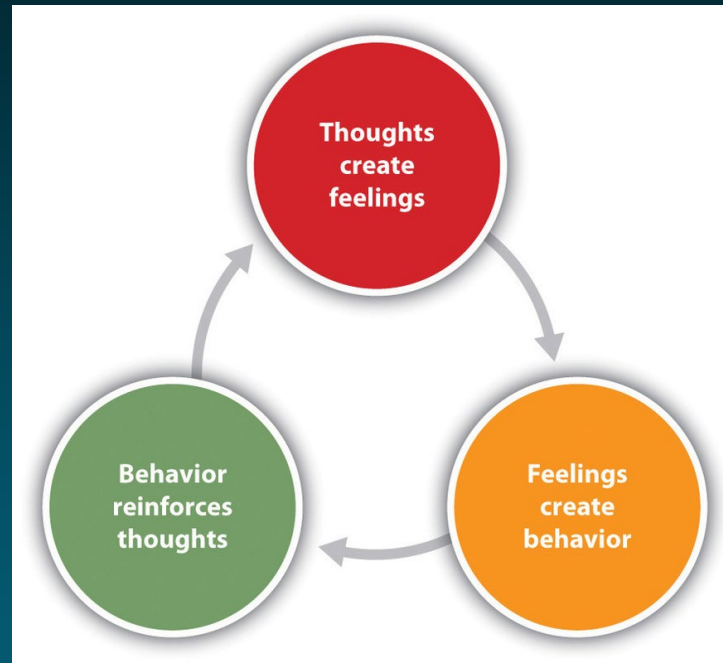 Thoughts
create
feelings
Feelings
create
behavior
Behavior
reinforces
thoughts